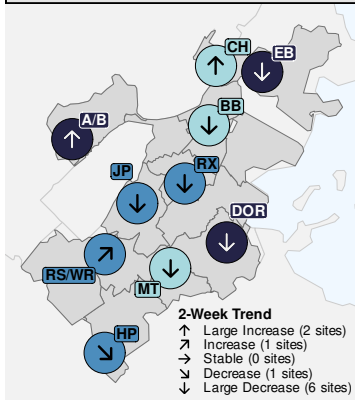 CH
EB
A/B
BB
JP
RX
DOR
RS/WR
MT
HP
2-Week Trend
↑ Large Increase (2 sites)
↗ Increase (1 sites)
→ Stable (0 sites)
↘ Decrease (1 sites)
↓ Large Decrease (6 sites)